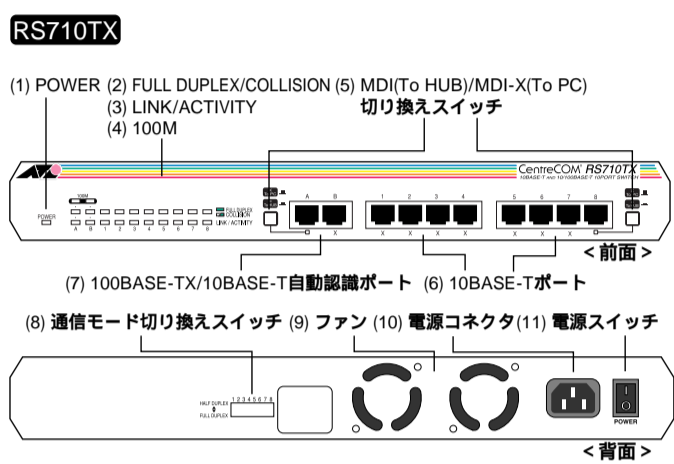 RS710TX
(1) POWER (2) FULL DUPLEX/COLLISION (5) MDI(To HUB)/MDI-X(To PC)
(3) LINK/ACTIVITY 切り換えスイッチ
(4) 100M
CentreCOM RS710TX
10BASE-T AND 10/100BASE-T 10PORT SWITCH
100M
A B 1 2 3 4 5 6 7 8
FULL DUPLEX
COLLISION
POWER
LINK / ACTIVITY
A B 1 2 3 4 5 6 7 8
X X X X X X X
<前面>
(7) 100BASE-TX/10BASE-T自動認識ポート (6) 10BASE-Tポート
(8) 通信モード切り換えスイッチ (9) ファン (10) 電源コネクタ(11) 電源スイッチ
1 2 3 4 5 6 7 8
HALF DUPLEX
FULL DUPLEX
POWER
<背面>